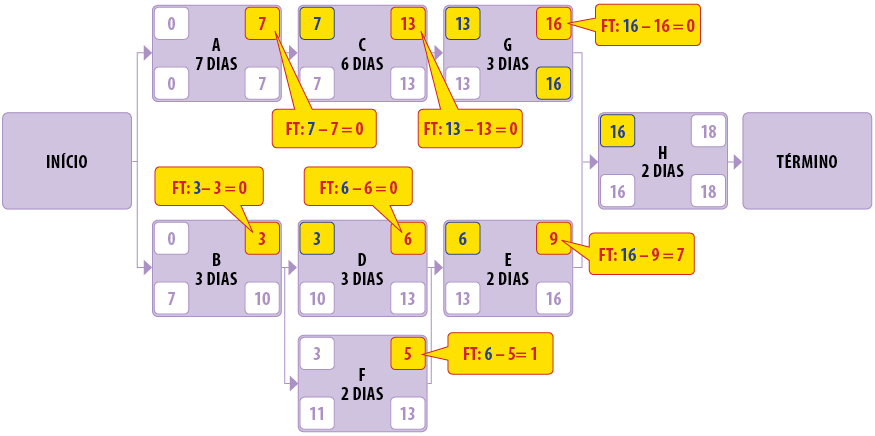 0 7 7 13 13 16
FT: 16 – 16 = 0
A
7 DIAS
C
6 DIAS
G
3 DIAS
0 7 7 13 13 16
FT: 7 – 7 = 0
FT: 13 – 13 = 0
INÍCIO
16 18
H
2 DIAS
16 18
TÉRMINO
FT: 3– 3 = 0
FT: 6 – 6 = 0
0 3 3 6 6 9
B
3 DIAS
D
3 DIAS
E
2 DIAS
FT: 16 – 9 = 7
7 10 10 13 13 16
3 5
FT: 6 – 5= 1
F
2 DIAS
11 13